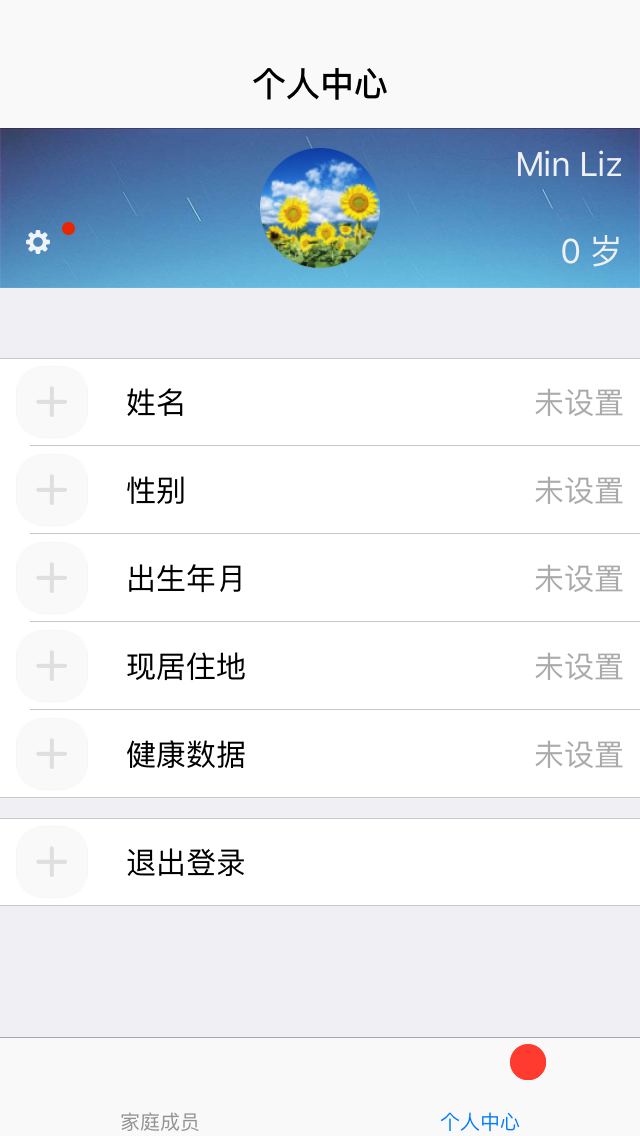 个人中心
Min Liz
0 岁
姓名 未设置
性别 未设置
出生年月 未设置
现居住地 未设置
健康数据 未设置
退出登录
家庭成员 个人中心